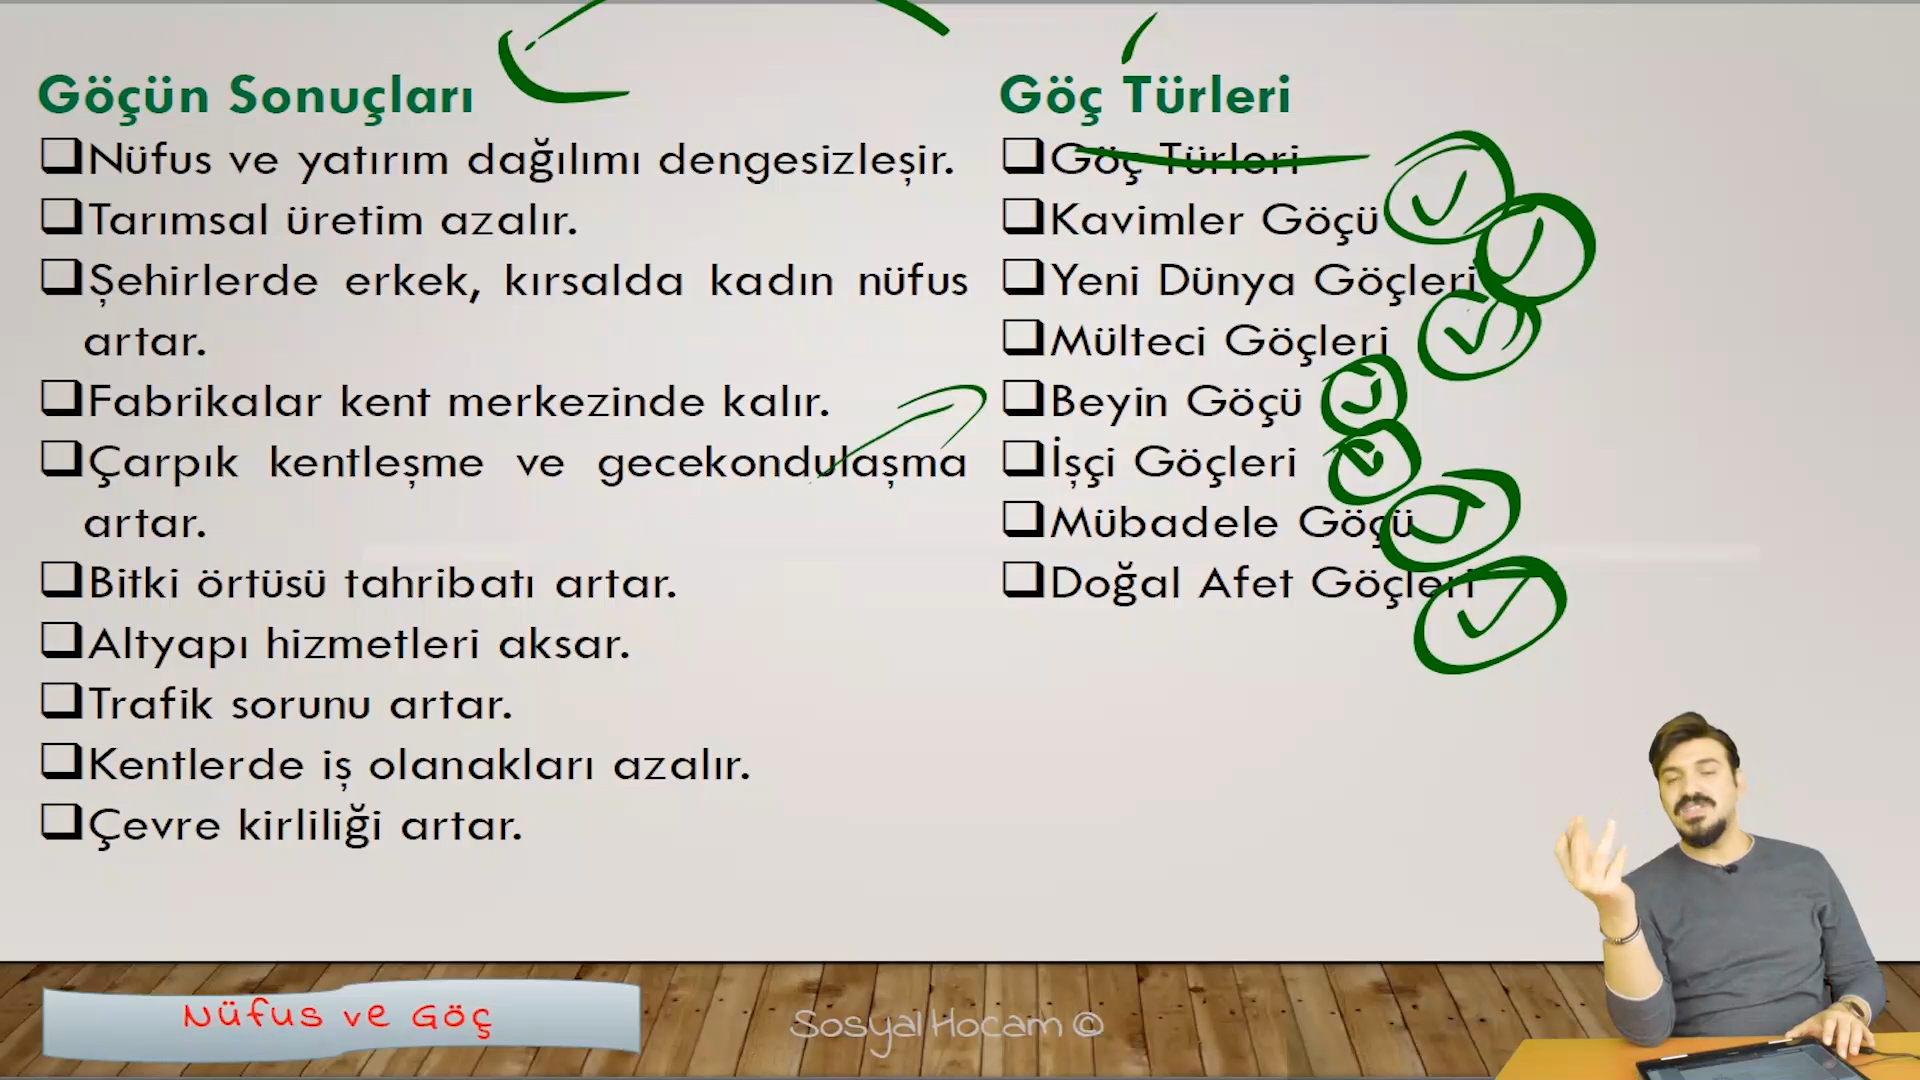 Göçün Sonuçları
Nüfus ve yatırım dağılımı dengesizleşir.
Tarımsal üretim azalır.
Şehirlerde erkek, kırsalda kadın nüfus
artar.
Fabrikalar kent merkezinde kalır.
Çarpık kentleşme ve gecekondulaşma
artar.
Bitki örtüsü tahribatı artar.
Altyapı hizmetleri aksar.
Trafik sorunu artar.
Kentlerde iş olanakları azalır.
Çevre kirliliği artar.
Göç Türleri
Göç Türleri
Kavimler Göçü
Yeni Dünya Göçleri
Mülteci Göçleri
Beyin Göçü
İşçi Göçleri
Mübadele Göçü
Doğal Afet Göçleri
Nüfus ve Göç
Sosyal Hocam ©